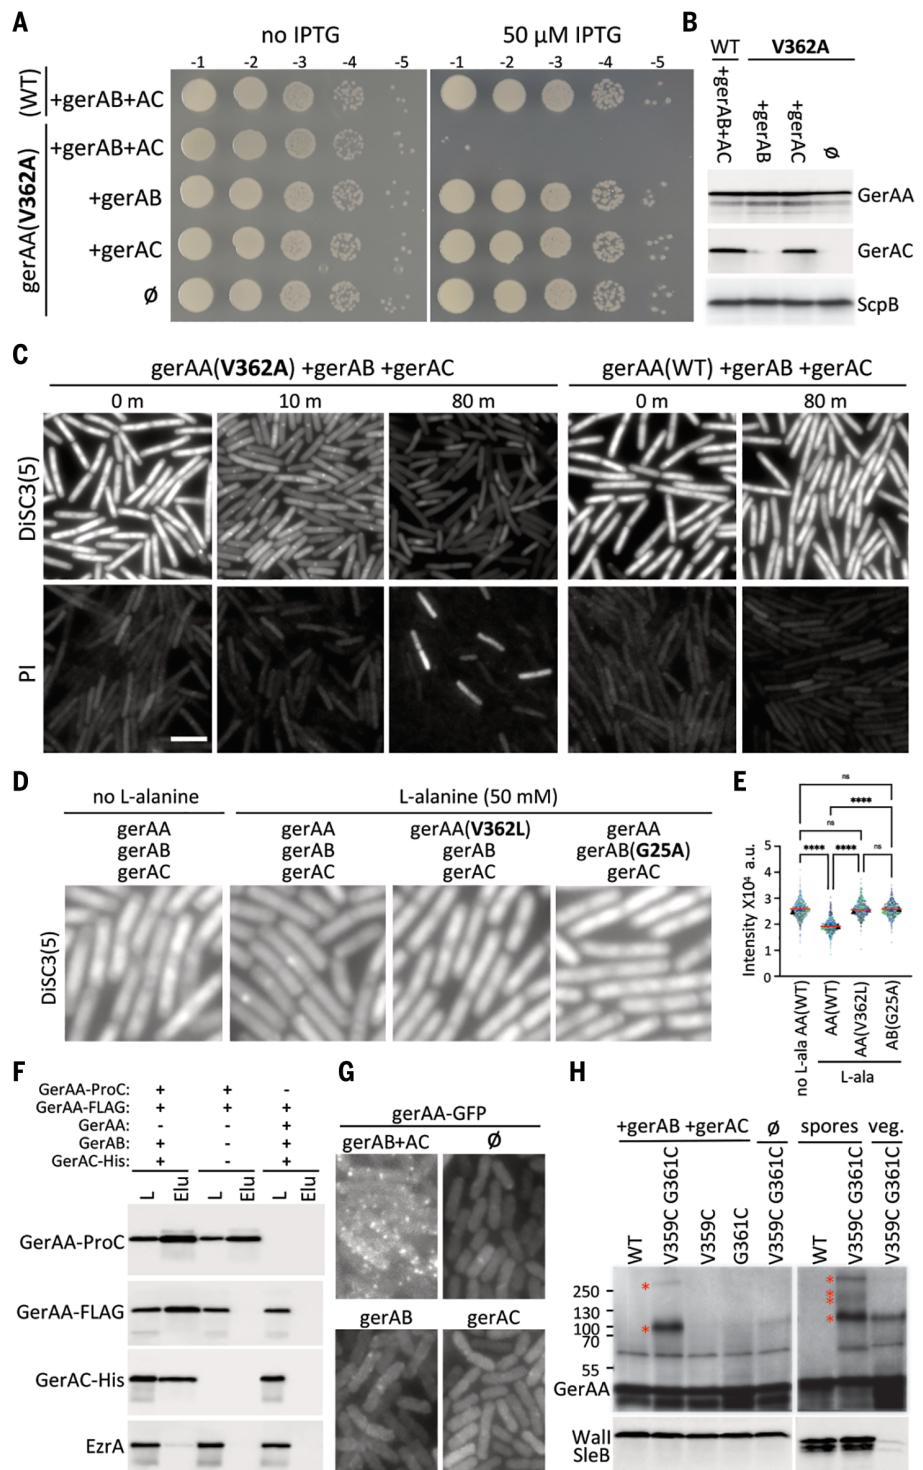 A
no IPTG
50 µM IPTG
-1 -2 -3 -4 -5
-1 -2 -3 -4 -5
(WT)
+gerAB+AC
gerAA(V362A)
+gerAB+AC
+gerAB
+gerAC
Ø
B
WT V362A
+gerAB+AC
+gerAB
+gerAC
Ø
GerAA
GerAC
ScpB
C
gerAA(V362A) +gerAB +gerAC
gerAA(WT) +gerAB +gerAC
0 m 10 m 80 m 0 m 80 m
DiSC3(5)
PI
D
no L-alanine
L-alanine (50 mM)
gerAA gerAA gerAA(V362L) gerAA
gerAB gerAB gerAB gerAB(G25A)
gerAC gerAC gerAC gerAC
DiSC3(5)
E
ns
****
ns
**** **** ns
Intensity X10⁴ a.u.
5
4
3
2
1
0
no L-ala AA(WT)
AA(WT)
AA(V362L)
AB(G25A)
L-ala
F
GerAA-ProC: + + -
GerAA-FLAG: + + +
GerAA: - - +
GerAB: + - +
GerAC-His: + - +
L Elu L Elu L Elu
GerAA-ProC
GerAA-FLAG
GerAC-His
EzrA
G
gerAA-GFP
gerAB+AC Ø
gerAB gerAC
H
+gerAB +gerAC Ø spores veg.
WT
V359C G361C
V359C
G361C
V359C G361C
WT
V359C G361C
V359C G361C
*
*
*
*
*
*
250
130
100
70
55
GerAA
Wall
SleB